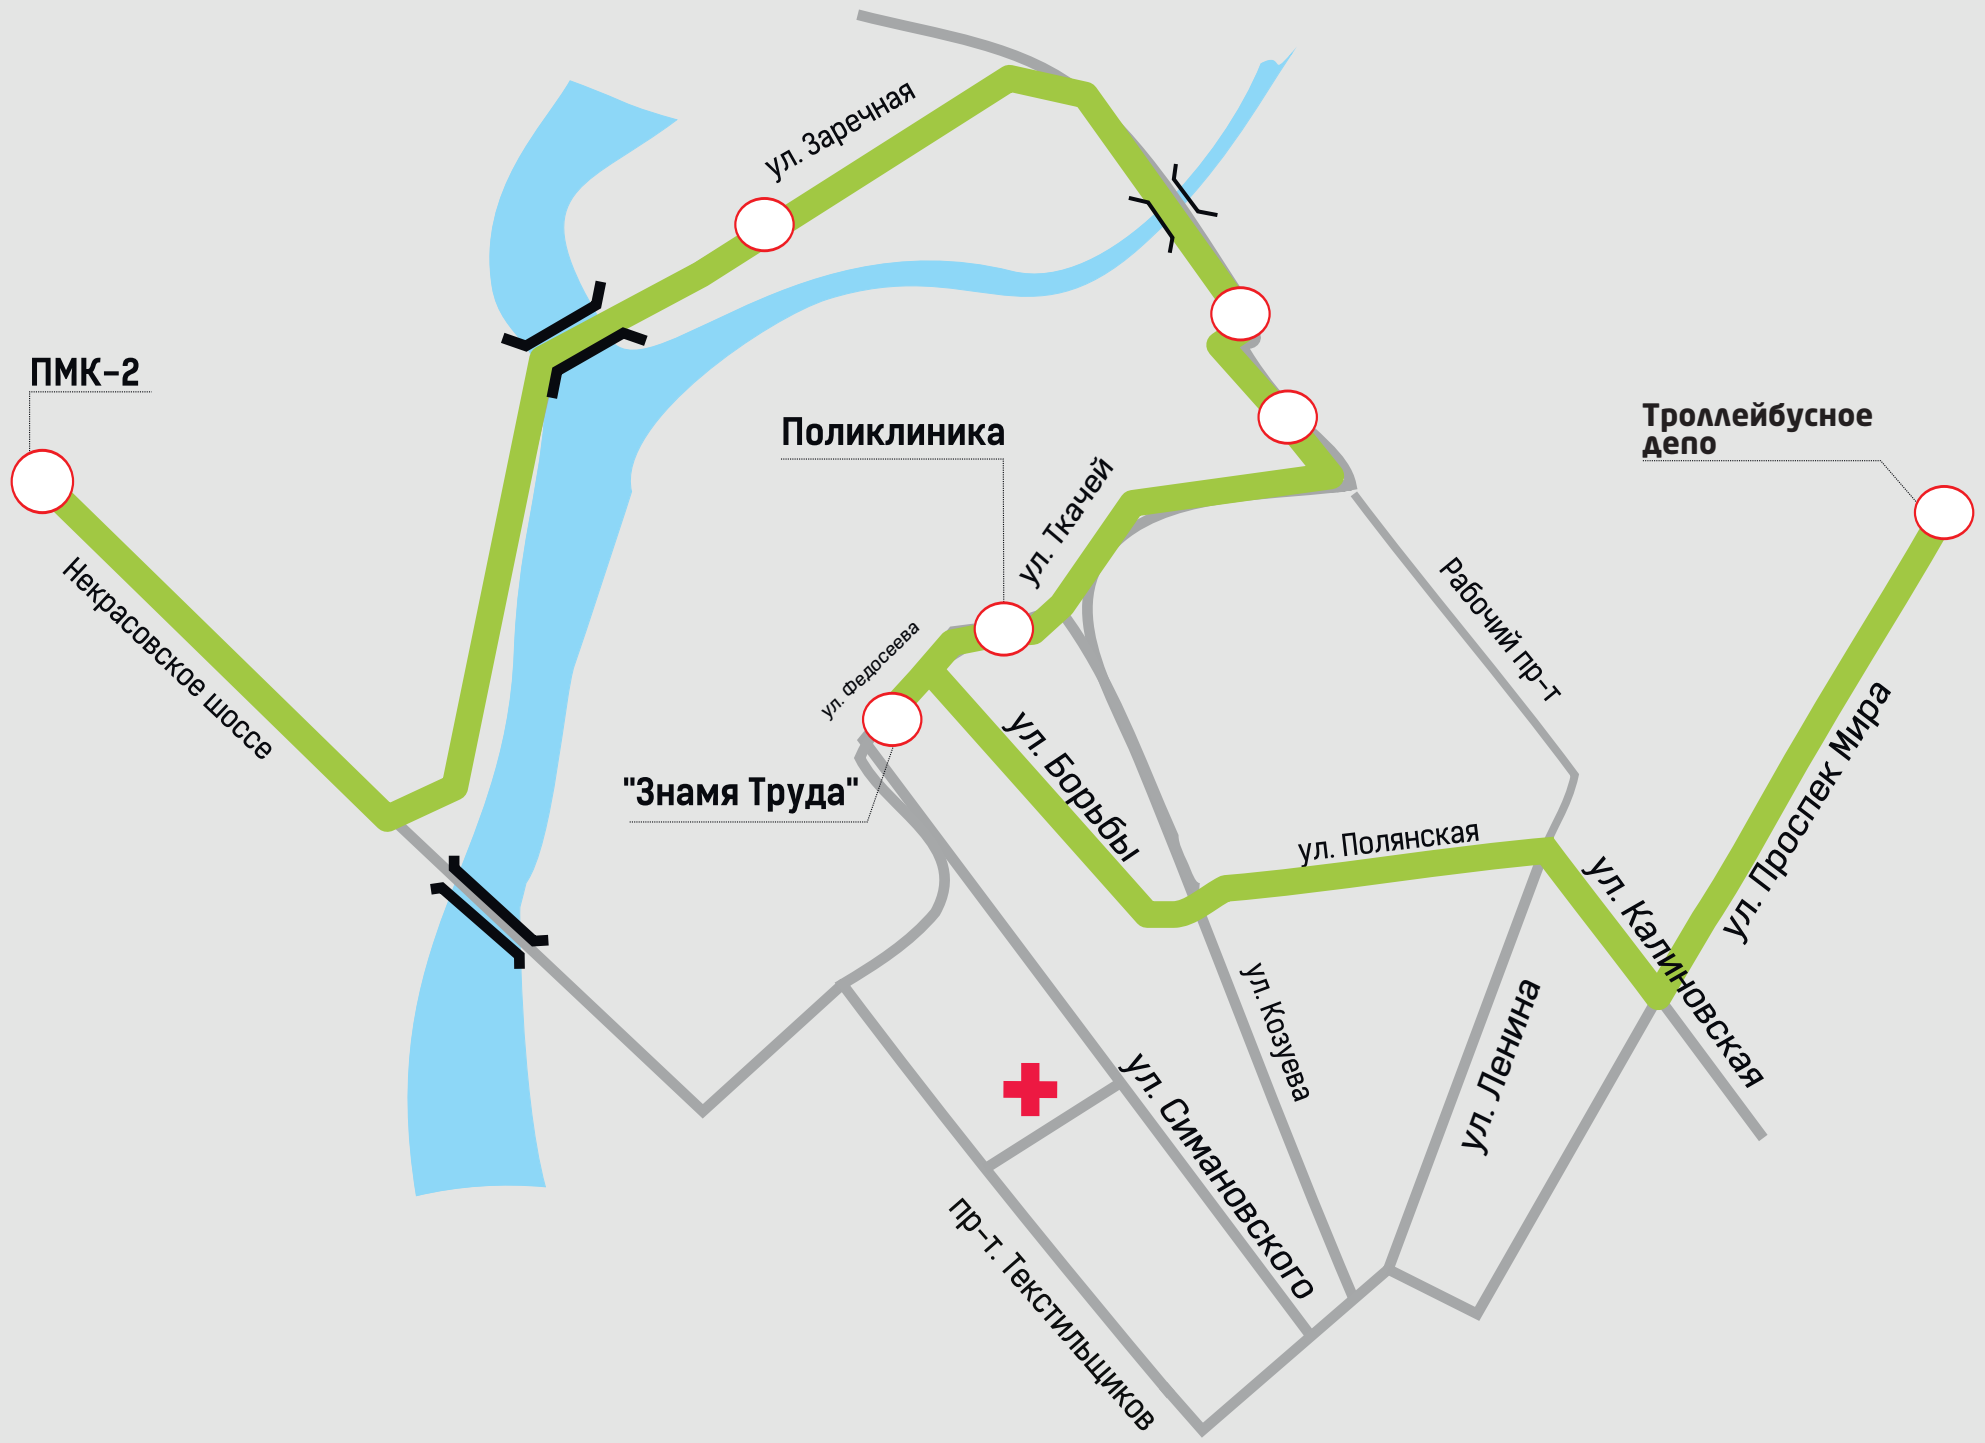 ул. Заречная
ПМК-2
Поликлиника
Троллейбусное
депо
ул. Ткачей
Некрасовское шоссе
Рабочий пр-т
ул. Федосеева
ул. Борьбы
"Знамя Труда"
ул. Полянская
ул. Проспек Мира
ул. Калиновская
ул. Козуева
ул. Ленина
ул. Симановского
пр-т. Текстильщиков